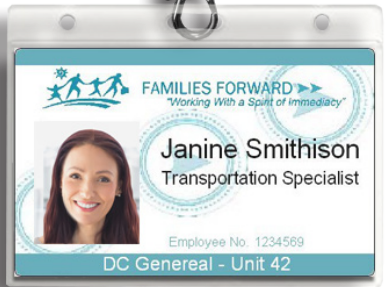 FAMILIES FORWARD
"Working With a Spirit of Immediacy"
Janine Smithison
Transportation Specialist
Employee No. 1234569
DC Genereal - Unit 42